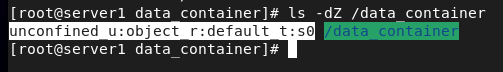 [root@server1 data_container]# ls -dZ /data_container
unconfined_u:object_r:default_t:s0 /data_container
[root@server1 data_container]#